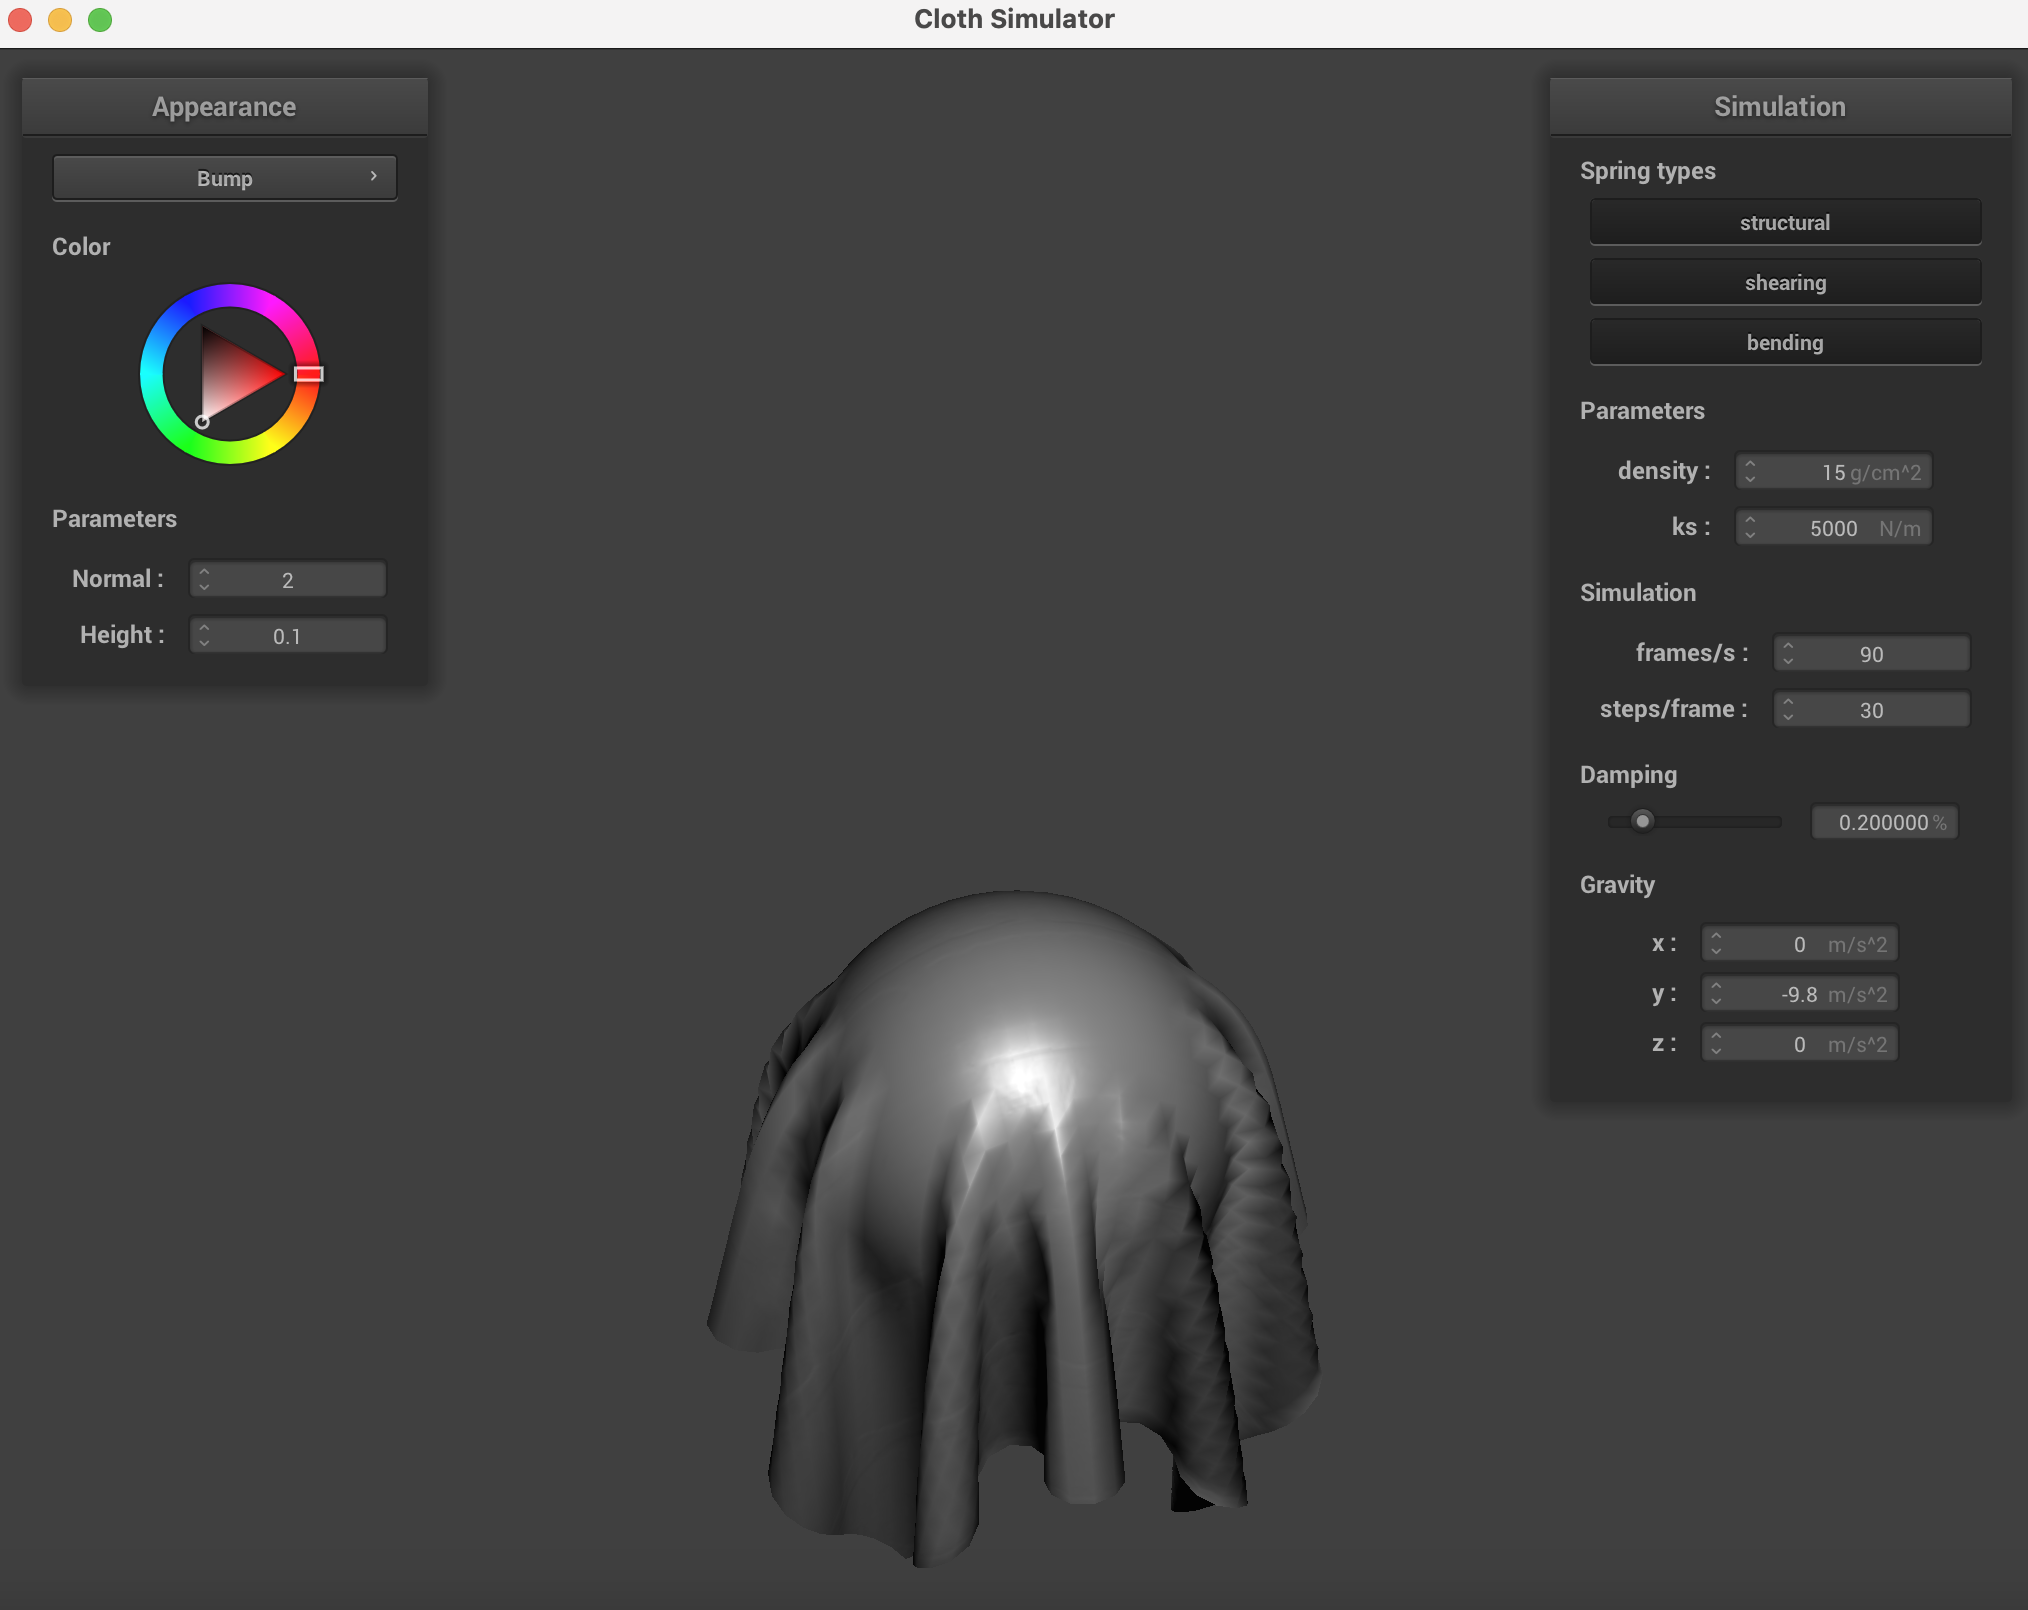 Cloth Simulator
Appearance
Bump
Color
Parameters
Normal : 2
Height : 0.1
Simulation
Spring types
structural
shearing
bending
Parameters
density : 15 g/cm^2
ks : 5000 N/m
Simulation
frames/s : 90
steps/frame : 30
Damping
0.200000 %
Gravity
x : 0 m/s^2
y : -9.8 m/s^2
z : 0 m/s^2